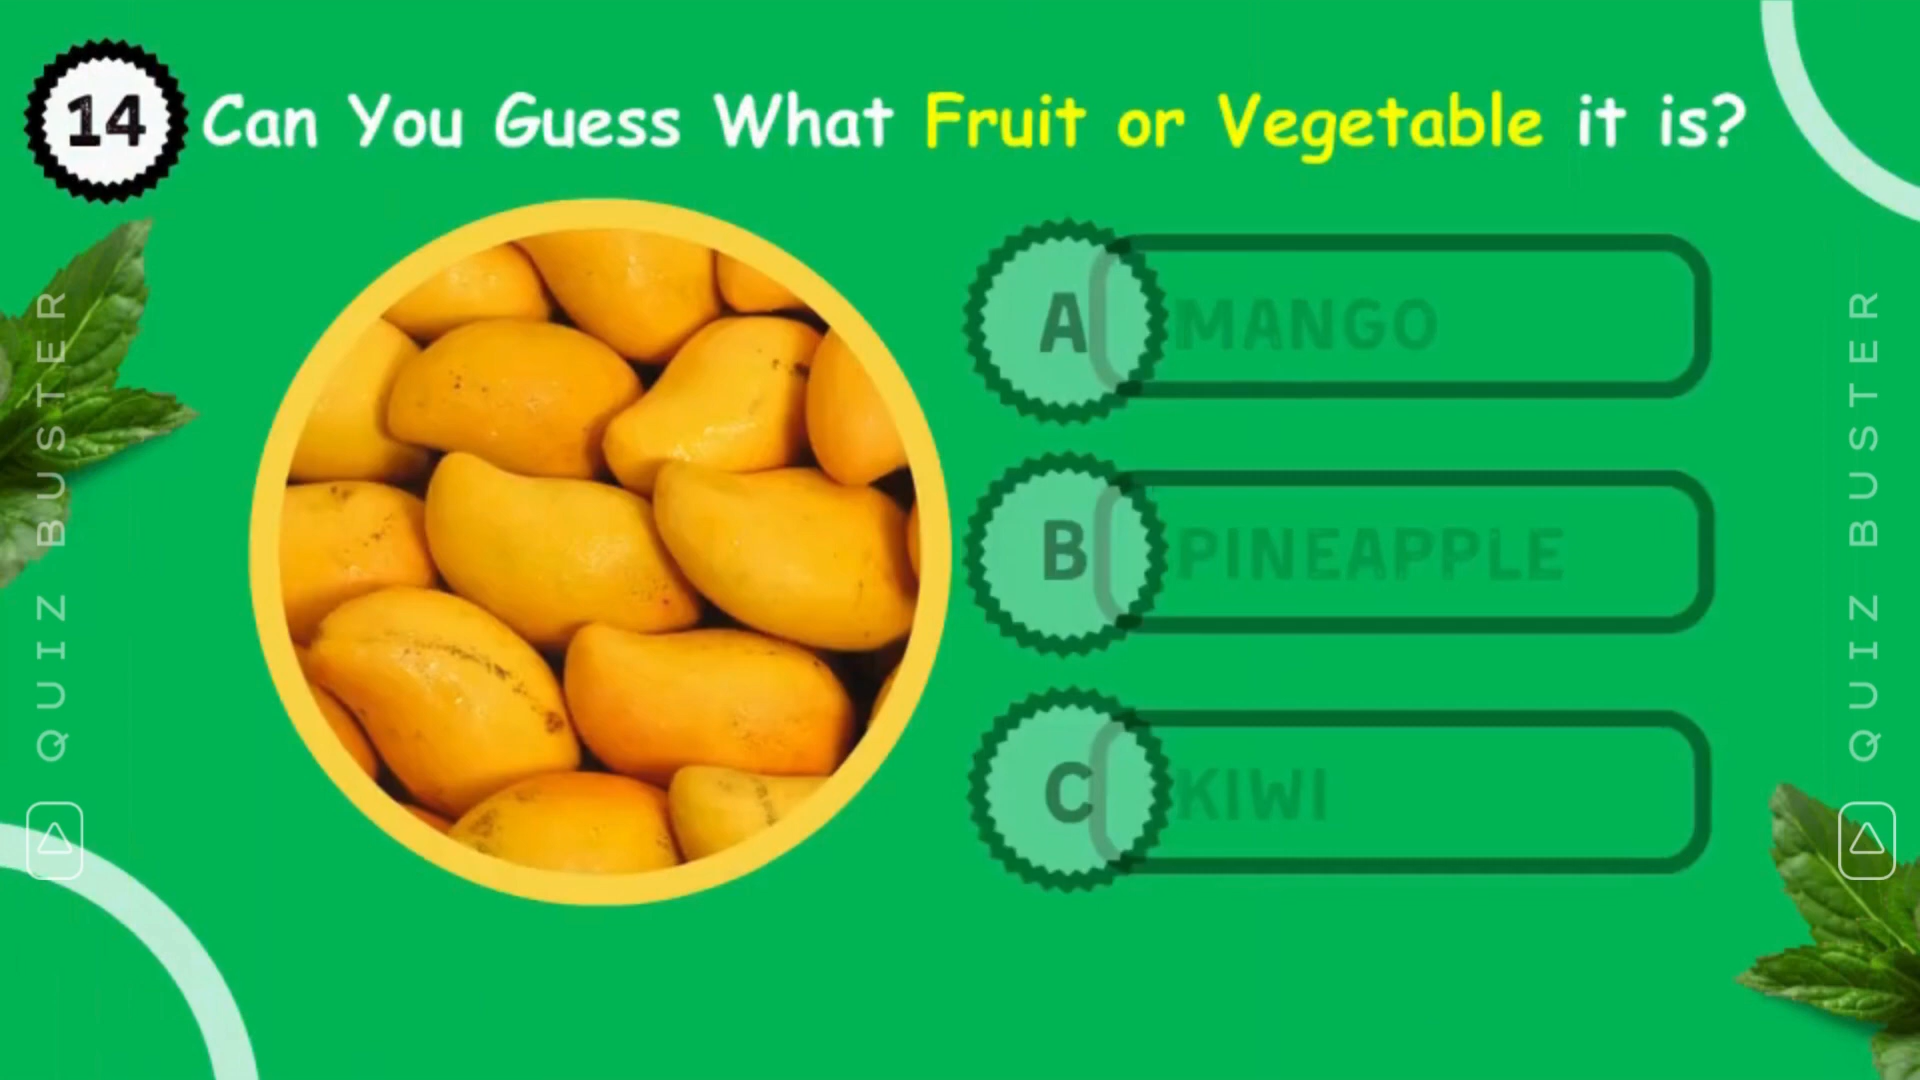 14 Can You Guess What Fruit or Vegetable it is?
A MANGO
B PINEAPPLE
C KIWI
QUIZ BUSTER
QUIZ BUSTER